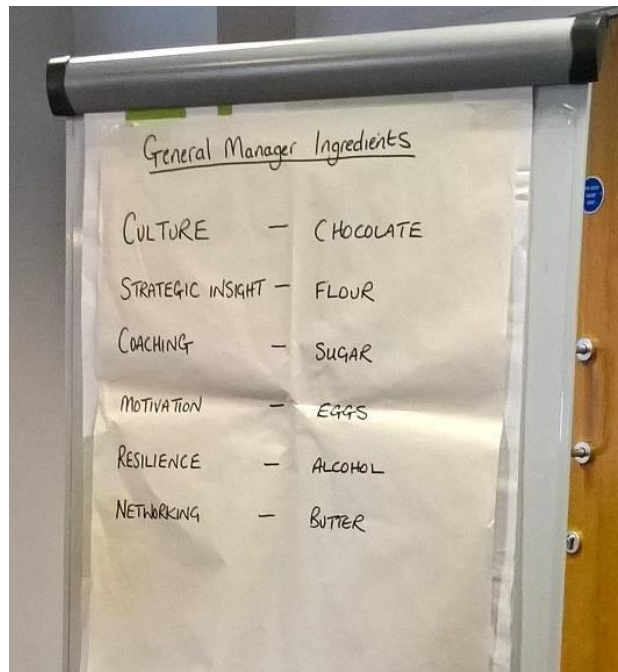 General Manager Ingredients
CULTURE – CHOCOLATE
STRATEGIC INSIGHT – FLOUR
COACHING – SUGAR
MOTIVATION – EGGS
RESILIENCE – ALCOHOL
NETWORKING – BUTTER